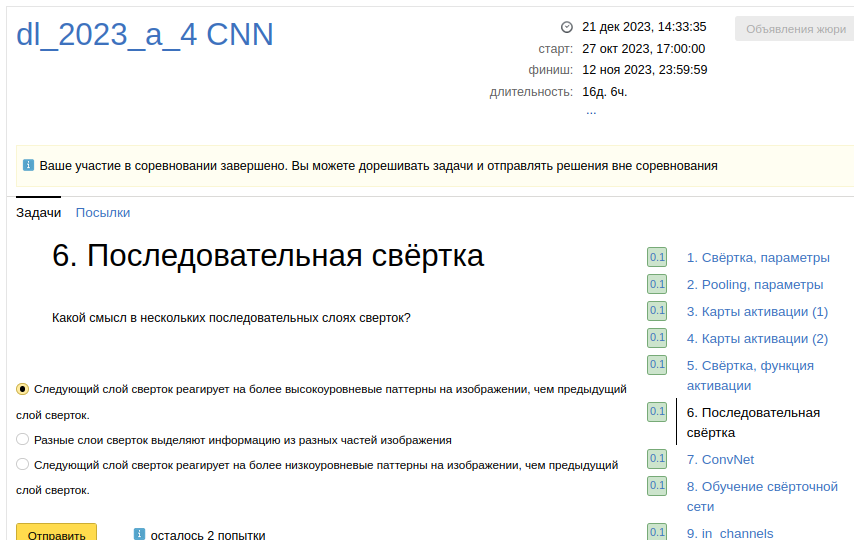 dl_2023_a_4 CNN
21 дек 2023, 14:33:35
Объявления жюри
старт: 27 окт 2023, 17:00:00
финиш: 12 ноя 2023, 23:59:59
длительность: 16д. 6ч.
...
Ваше участие в соревновании завершено. Вы можете дорешивать задачи и отправлять решения вне соревнования
Задачи Посылки
6. Последовательная свёртка
Какой смысл в нескольких последовательных слоях сверток?
Следующий слой сверток реагирует на более высокоуровневые паттерны на изображении, чем предыдущий
слой сверток.
Разные слои сверток выделяют информацию из разных частей изображения
Следующий слой сверток реагирует на более низкоуровневые паттерны на изображении, чем предыдущий
слой сверток.
Отправить осталось 2 попытки
0.1 1. Свёртка, параметры
0.1 2. Pooling, параметры
0.1 3. Карты активации (1)
0.1 4. Карты активации (2)
0.1 5. Свёртка, функция
активации
0.1 6. Последовательная
свёртка
0.1 7. ConvNet
0.1 8. Обучение свёрточной
сети
0.1 9. in_channels